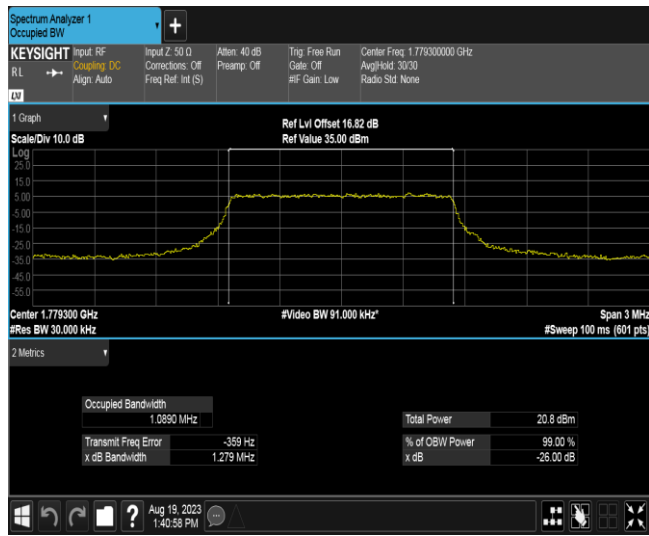 Spectrum Analyzer 1
Occupied BW
+
KEYSIGHT
RL
LXI
Input: RF
Coupling: DC
Align: Auto
Input Z: 50 Ω
Corrections: Off
Freq Ref: Int (S)
Atten: 40 dB
Preamp: Off
Trig: Free Run
Gate: Off
#IF Gain: Low
Center Freq: 1.779300000 GHz
Avg|Hold: 30/30
Radio Std: None
1 Graph
Scale/Div 10.0 dB
Ref Lvl Offset 16.82 dB
Ref Value 35.00 dBm
Log
25.0
15.0
5.00
-5.00
-15.0
-25.0
-35.0
-45.0
-55.0
Center 1.779300 GHz
#Video BW 91.000 kHz*
Span 3 MHz
#Res BW 30.000 kHz
#Sweep 100 ms (601 pts)
2 Metrics
Occupied Bandwidth
1.0890 MHz
Total Power 20.8 dBm
Transmit Freq Error -359 Hz
% of OBW Power 99.00 %
x dB Bandwidth 1.279 MHz
x dB -26.00 dB
?
Aug 19, 2023
1:40:58 PM